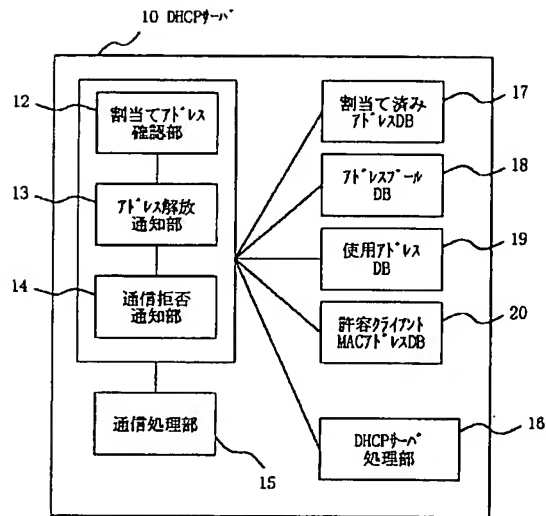 10 DHCPｻｰﾊﾞ
12
割当てｱﾄﾞﾚｽ
確認部
13
ｱﾄﾞﾚｽ解放
通知部
14
通信拒否
通知部
通信処理部
15
割当て済み
ｱﾄﾞﾚｽDB
17
ｱﾄﾞﾚｽﾌﾟｰﾙ
DB
18
使用ｱﾄﾞﾚｽ
DB
19
許容ｸﾗｲｱﾝﾄ
MACｱﾄﾞﾚｽDB
20
DHCPｻｰﾊﾞ
処理部
16